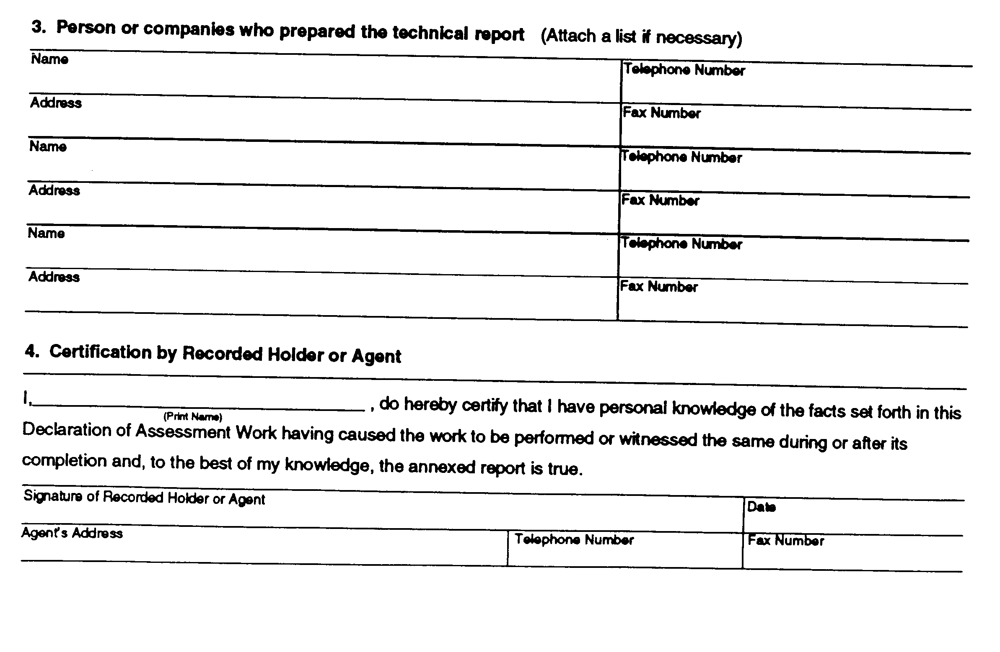 3. Person or companies who prepared the technical report (Attach a list if necessary)
Name
Telephone Number
Address
Fax Number
Name
Telephone Number
Address
Fax Number
Name
Telephone Number
Address
Fax Number
4. Certification by Recorded Holder or Agent
I,____________________, do hereby certify that I have personal knowledge of the facts set forth in this
(Print Name)
Declaration of Assessment Work having caused the work to be performed or witnessed the same during or after its
completion and, to the best of my knowledge, the annexed report is true.
Signature of Recorded Holder or Agent
Date
Agent's Address
Telephone Number
Fax Number